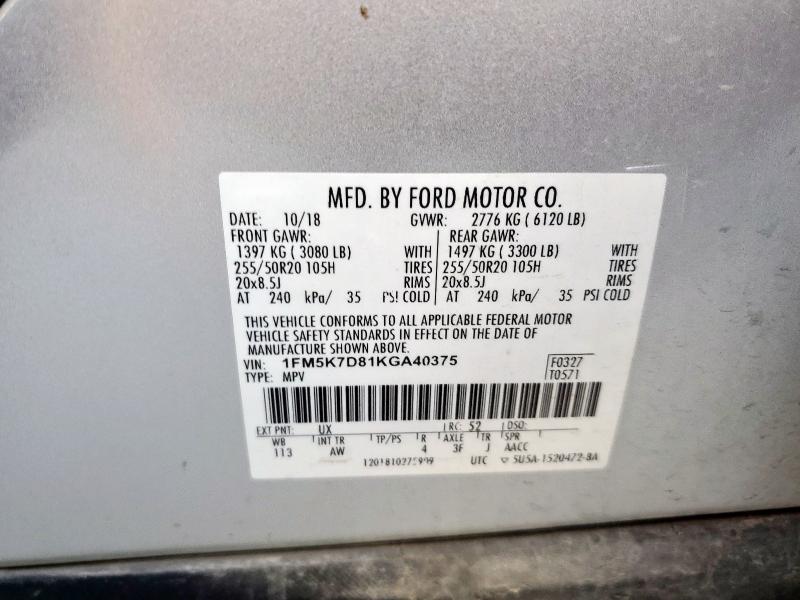 MFD. BY FORD MOTOR CO.
DATE: 10/18 GVWR: 2776 KG ( 6120 LB)
FRONT GAWR: REAR GAWR:
1397 KG ( 3080 LB) WITH 1497 KG ( 3300 LB) WITH
255/50R20 105H TIRES 255/50R20 105H TIRES
20x8.5J RIMS 20x8.5J RIMS
AT 240 kPa/ 35 PSI COLD AT 240 kPa/ 35 PSI COLD
THIS VEHICLE CONFORMS TO ALL APPLICABLE FEDERAL MOTOR
VEHICLE SAFETY STANDARDS IN EFFECT ON THE DATE OF
MANUFACTURE SHOWN ABOVE.
VIN: 1FM5K7D81KGA40375 F0327
TYPE: MPV T0571
EXT PNT: UX RC: 52 DSO:
WB INT TR TP/PS R AXLE TR SPR
113 AW 4 3F J AACC
UTC 5U5A-1520472-BA